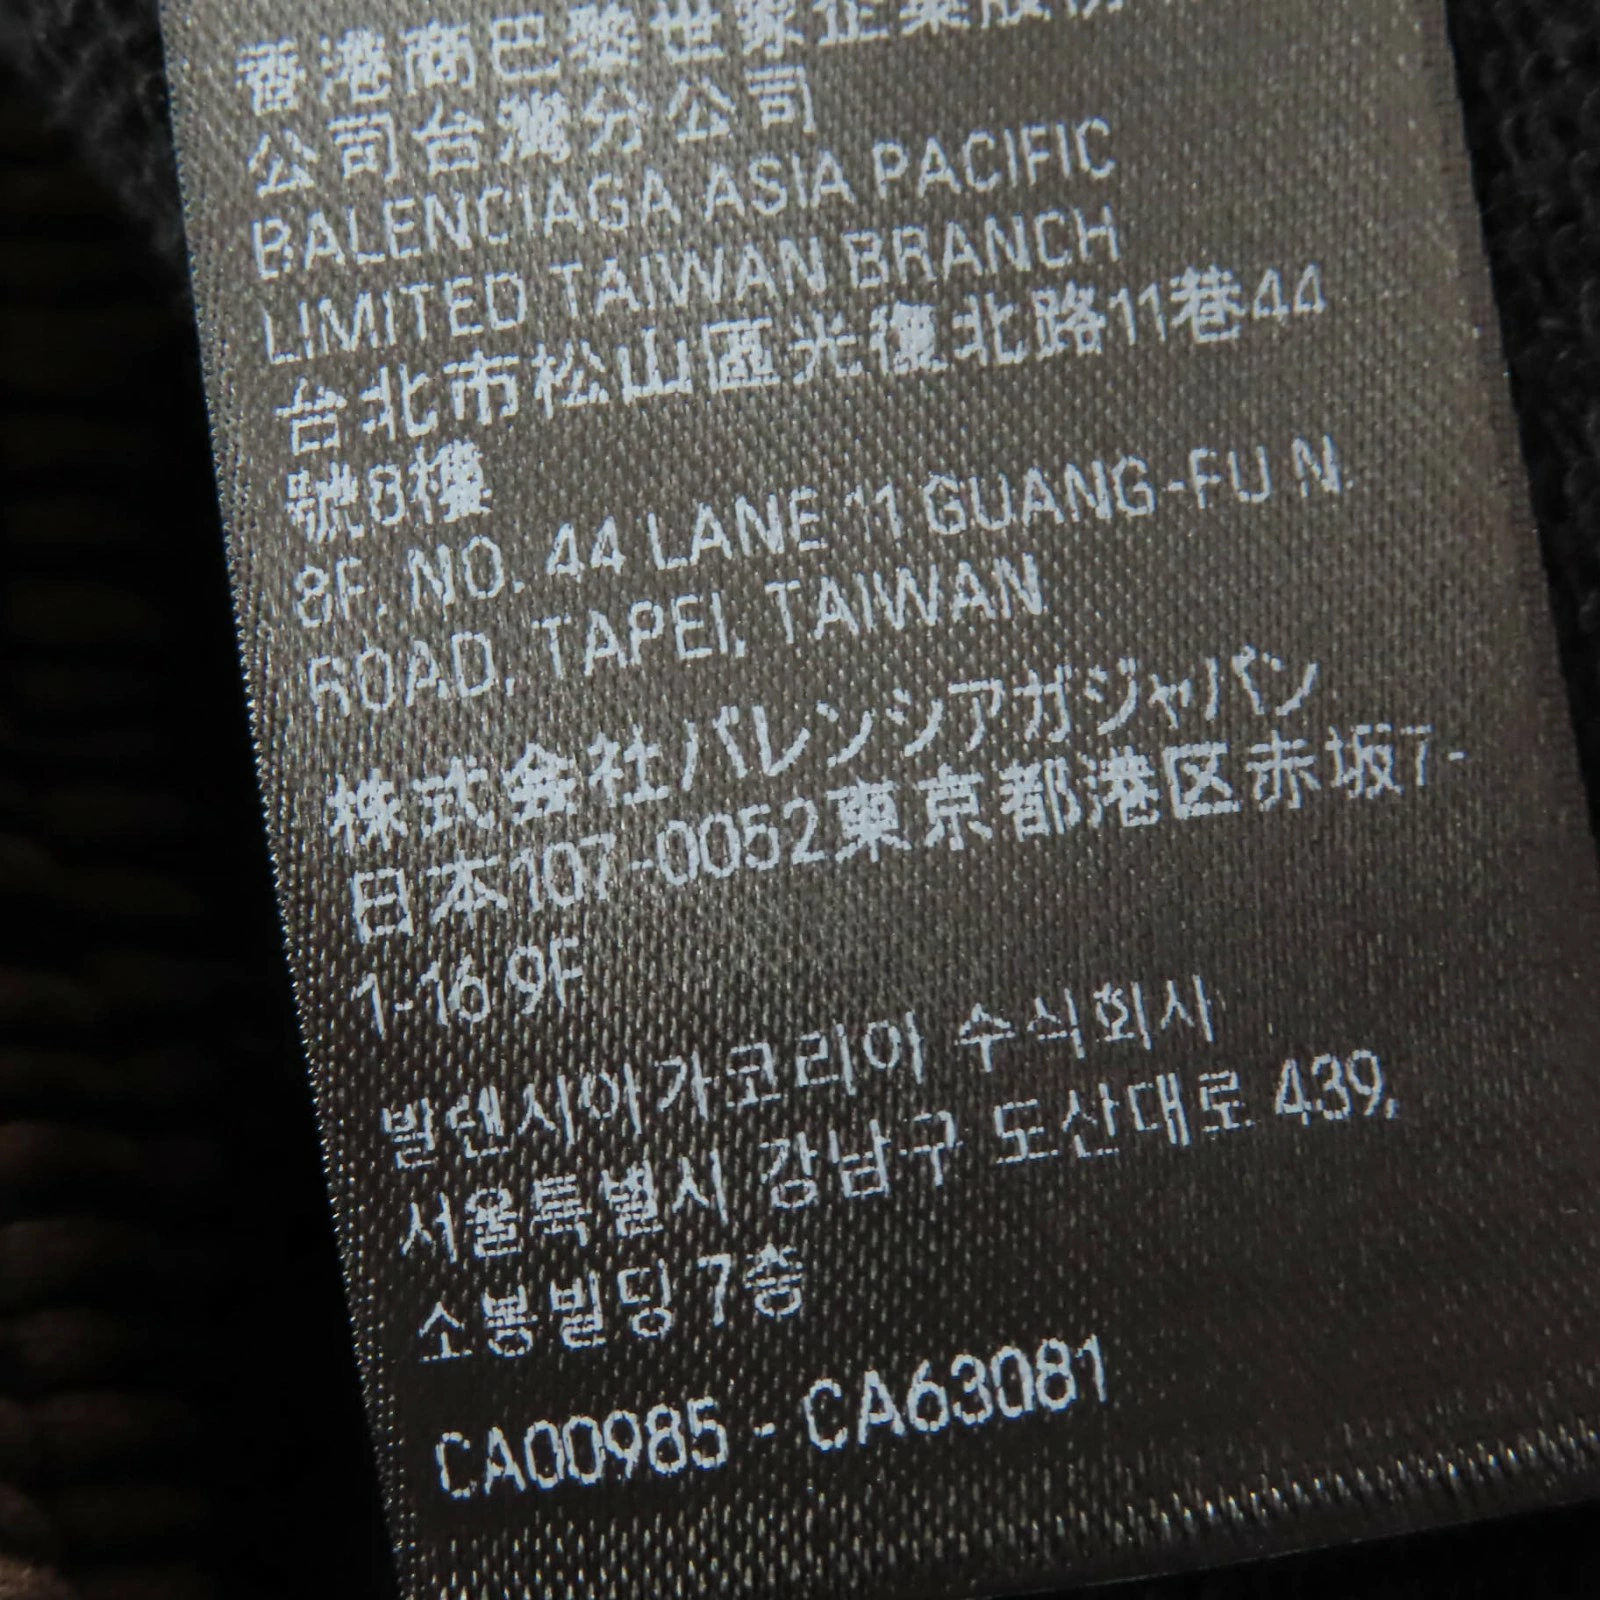 香港商巴黎世家企業股份
公司台灣分公司
BALENCIAGA ASIA PACIFIC
LIMITED TAIWAN BRANCH
台北市松山區光復北路11巷44
號8樓
8F, NO. 44 LANE 11 GUANG-FU N.
ROAD, TAPEI, TAIWAN
株式会社バレンシアガジャパン
日本107-0052東京都港区赤坂7-
1-16 9F
발렌시아가코리아 수식회사
서울특별시 강남구 도산대로 439,
소봉빌딩 7층
CA00985 - CA63081